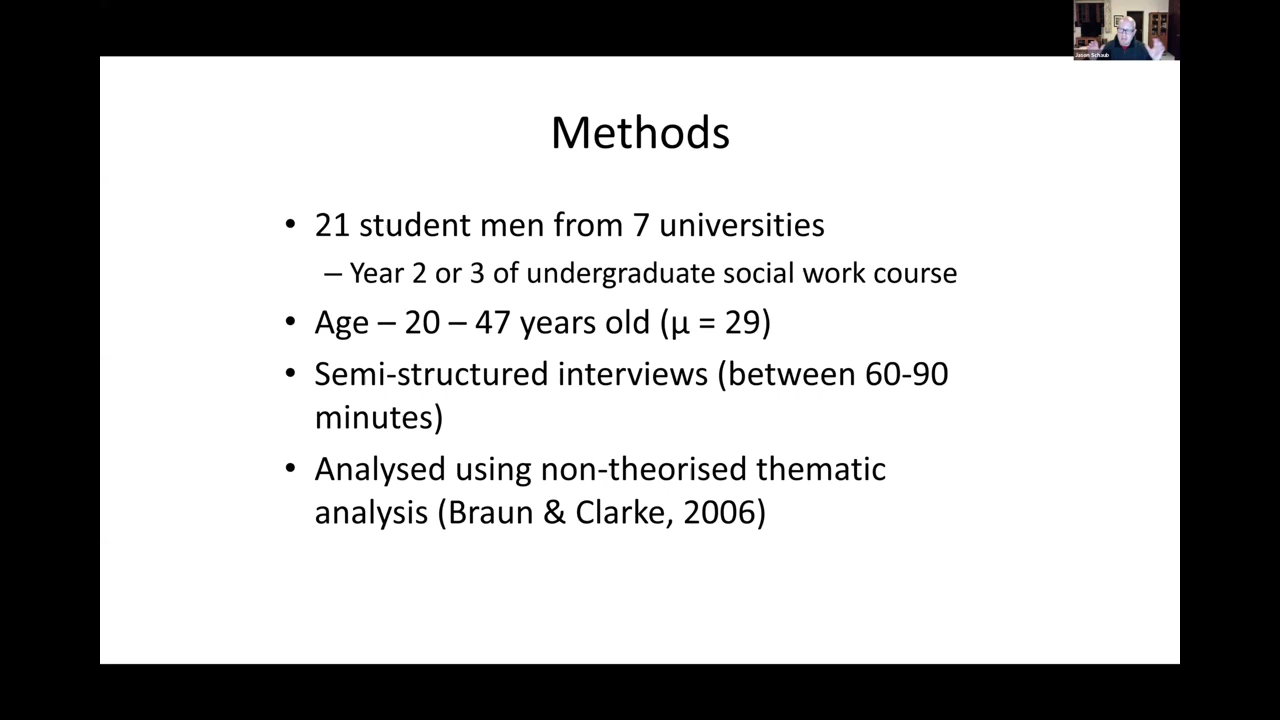 Jason Schaub
Methods
• 21 student men from 7 universities
– Year 2 or 3 of undergraduate social work course
• Age – 20 – 47 years old (μ = 29)
• Semi-structured interviews (between 60-90
minutes)
• Analysed using non-theorised thematic
analysis (Braun & Clarke, 2006)